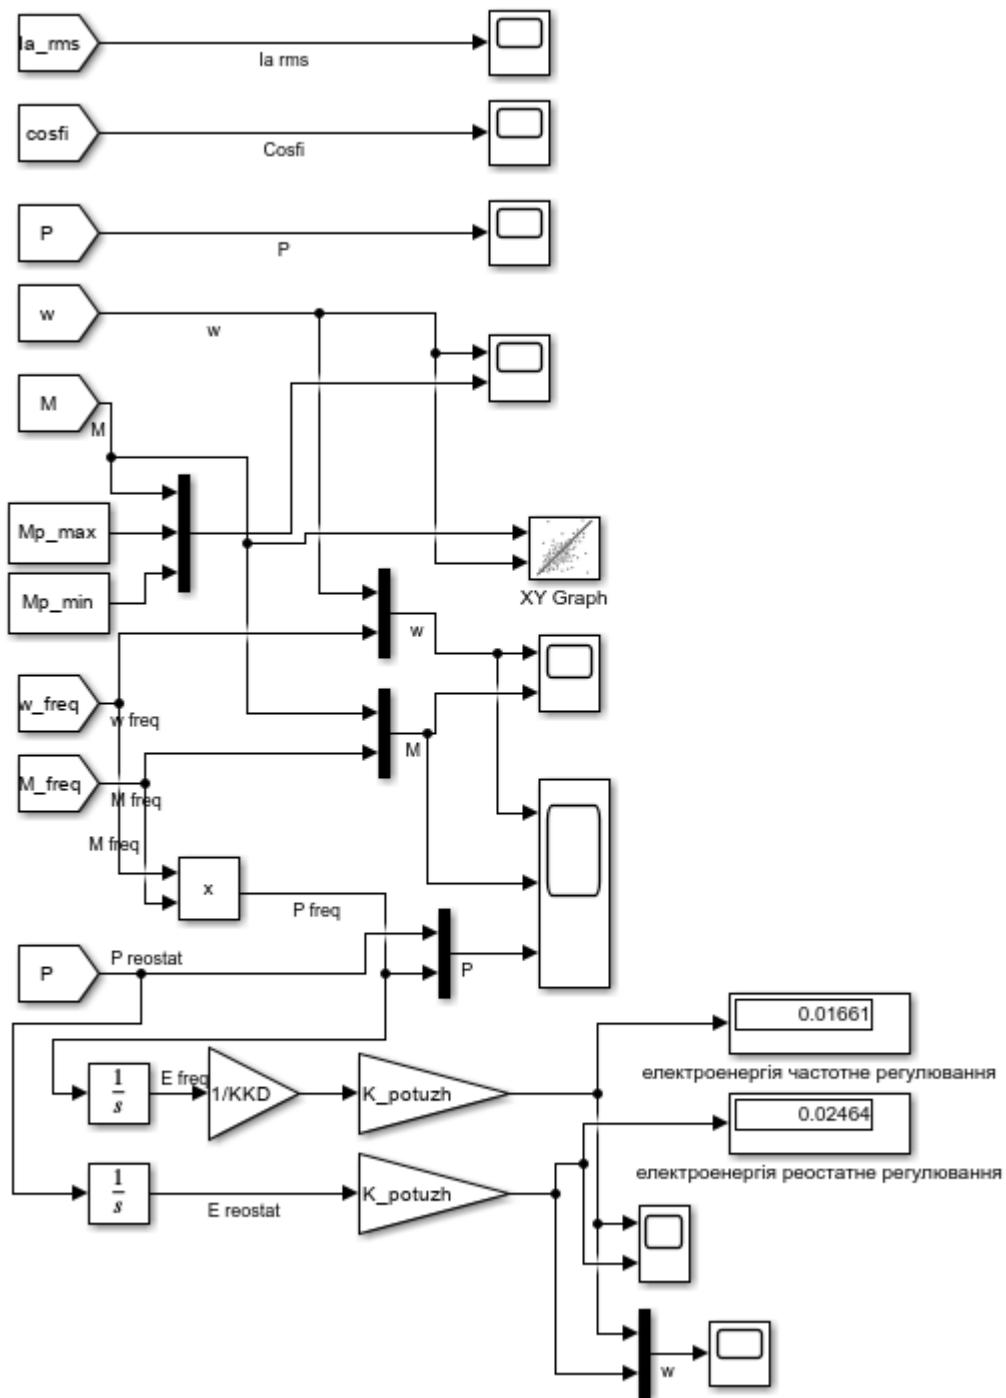 Ia_rms
Ia rms
cosfi
Cosfi
P
P
w
w
M
M
Mp_max
Mp_min
XY Graph
w
w_freq
w freq
M
M_freq
M freq
M freq
x
P freq
P
P reostat
P
0.01661
електроенергія частотне регулювання
1
s
E freq
1/KKD
K_potuzh
0.02464
електроенергія реостатне регулювання
1
s
E reostat
K_potuzh
w